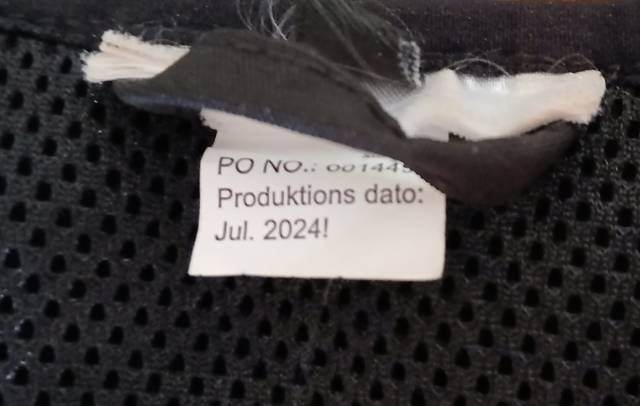 PO NO.:
Produktions dato:
Jul. 2024!